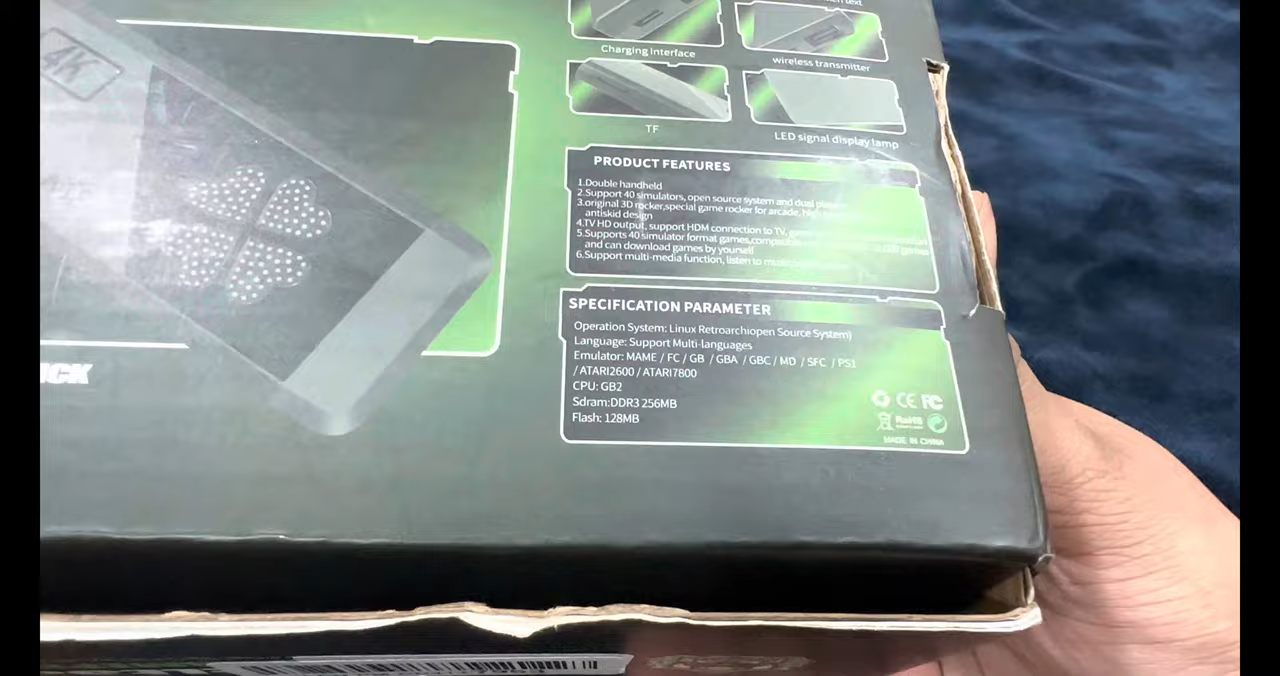 4K
Charging interface
wireless transmitter
TF
LED signal display lamp
PRODUCT FEATURES
1.Double handheld
2.Support 40 simulators, open source system and dual
3.original 3D rocker,special game rocker for arcade,
antiskid design
4.TV HD output, support HDM connection to TV,
5.Supports 40 simulator format games,
games
and can download games by yourself
6.Support multi-media function, listen to
SPECIFICATION PARAMETER
Operation System: Linux Retroarchiopen Source System)
Language: Support Multi-languages
Emulator: MAME / FC / GB / GBA / GBC / MD / SFC / PS1
/ ATARI2600 / ATARI7800
CPU: GB2
Sdram:DDR3 256MB
Flash: 128MB
CE FC
RoHS
MADE IN CHINA